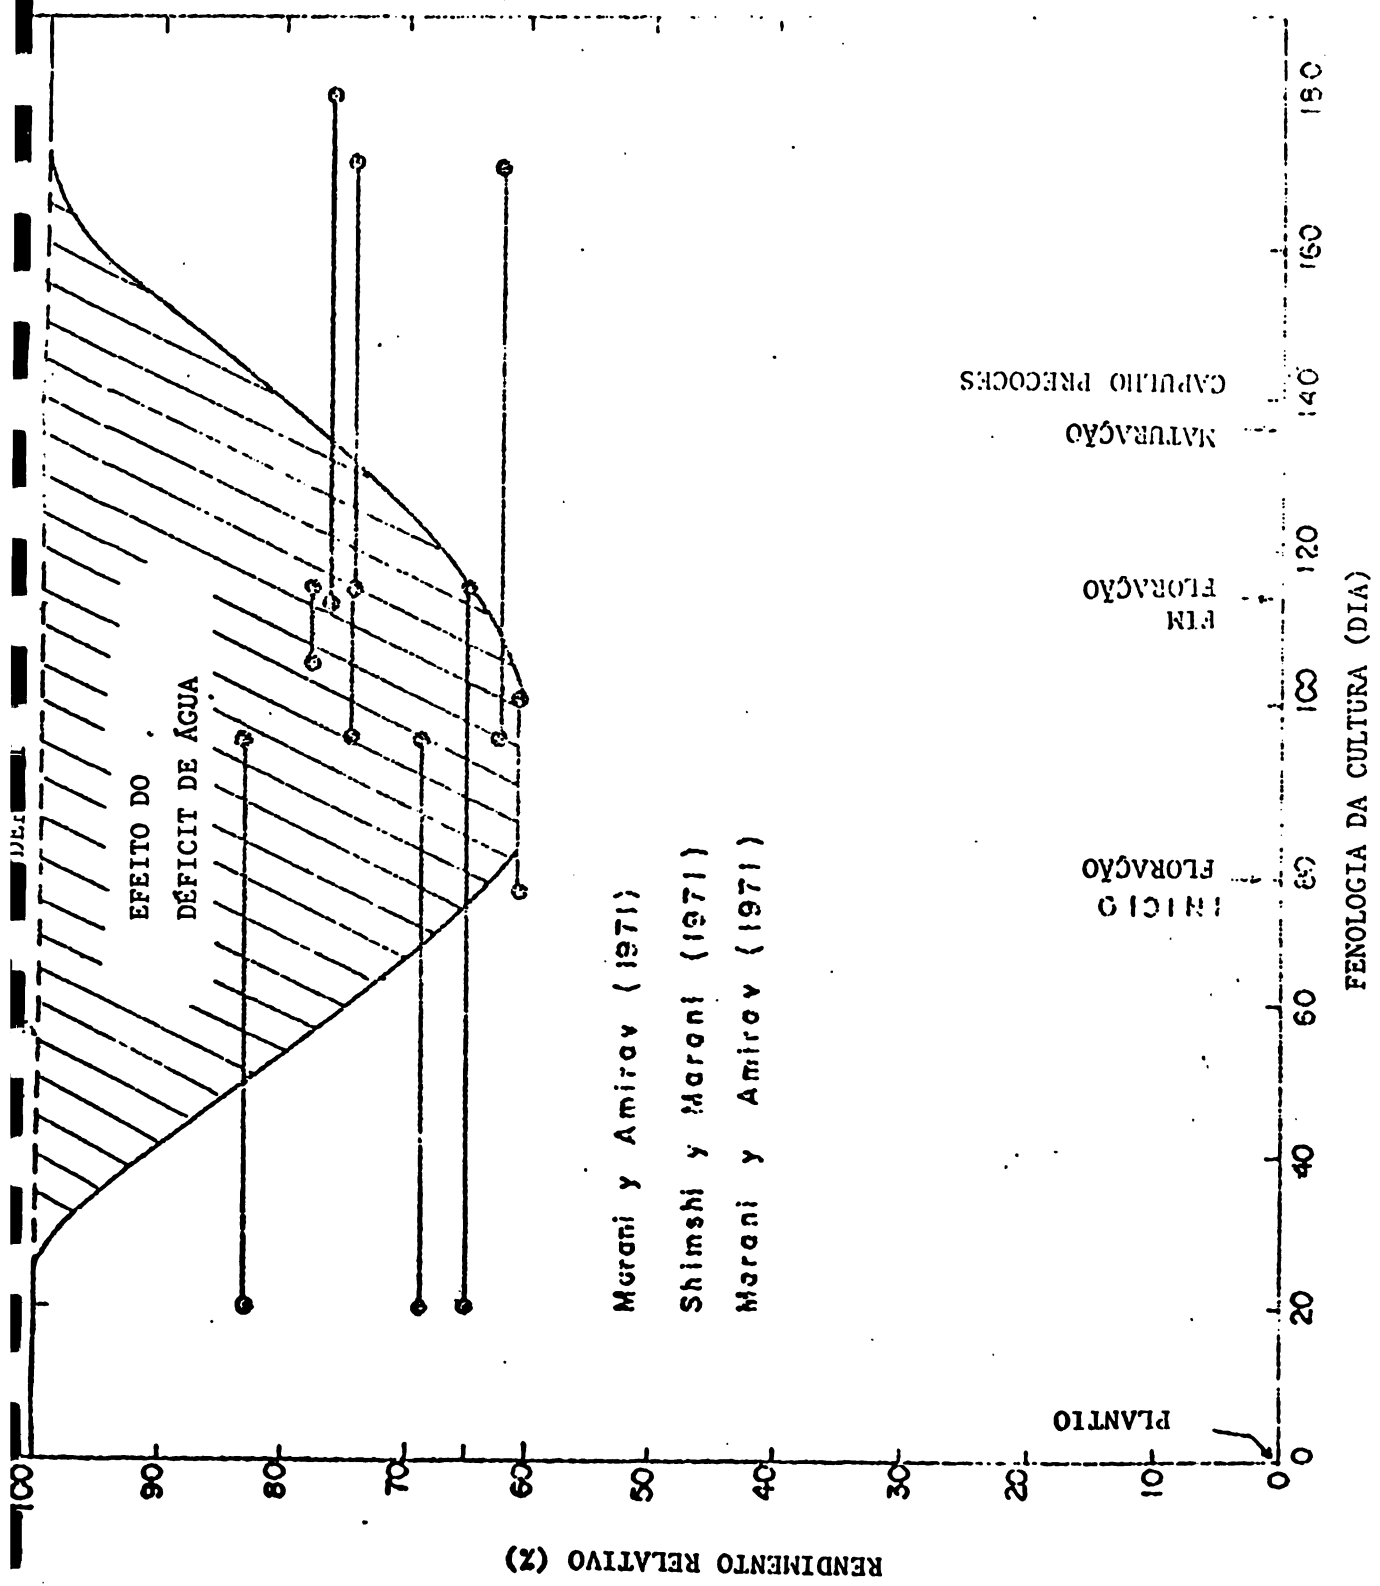 RENDIMENTO RELATIVO (%)
100
90
80
70
60
50
40
30
20
10
0
EFEITO DO
DÉFICIT DE ÁGUA
Marani y Amirav (1971)
Shimshi y Marani (1971)
Marani y Amirav (1971)
PLANTIO
INICIO
FLORAÇÃO
FIM
FLORAÇÃO
MATURAÇÃO
CAPULHO PRECOCES
0
20
40
60
80
100
120
140
160
180
FENOLOGIA DA CULTURA (DIA)